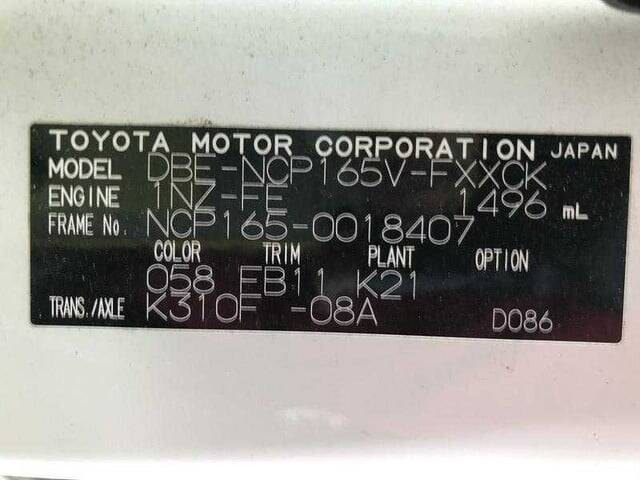 TOYOTA MOTOR CORPORATION JAPAN
MODEL DBE-NCP165V-FXXCK
ENGINE 1NZ-FE 1496 mL
FRAME No. NCP165-0018407
COLOR TRIM PLANT OPTION
058 FB11 K21
TRANS./AXLE K310F -08A D086